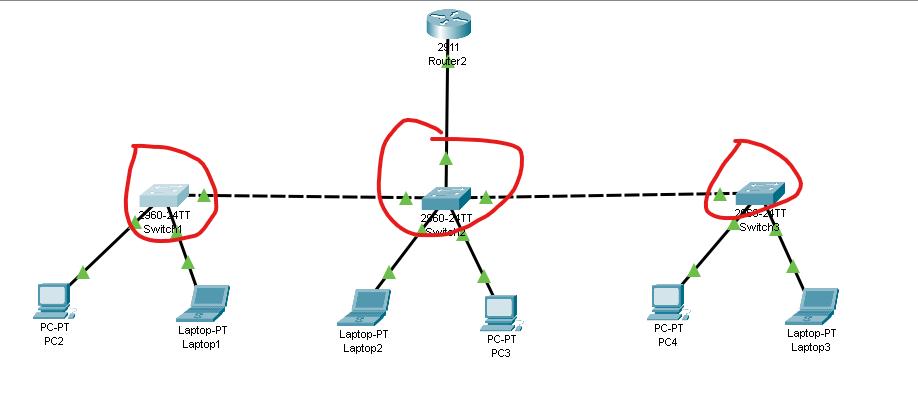 2911
Router2
2960-24TT
Switch1
2960-24TT
Switch2
2960-24TT
Switch3
PC-PT
PC2
Laptop-PT
Laptop1
Laptop-PT
Laptop2
PC-PT
PC3
PC-PT
PC4
Laptop-PT
Laptop3